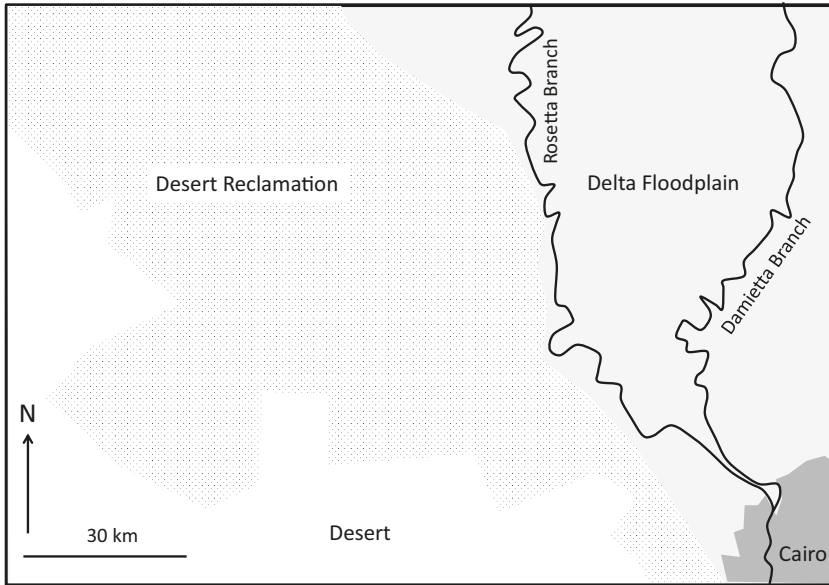 Rosetta Branch
Desert Reclamation
Delta Floodplain
Damietta Branch
N
30 km
Desert
Cairo